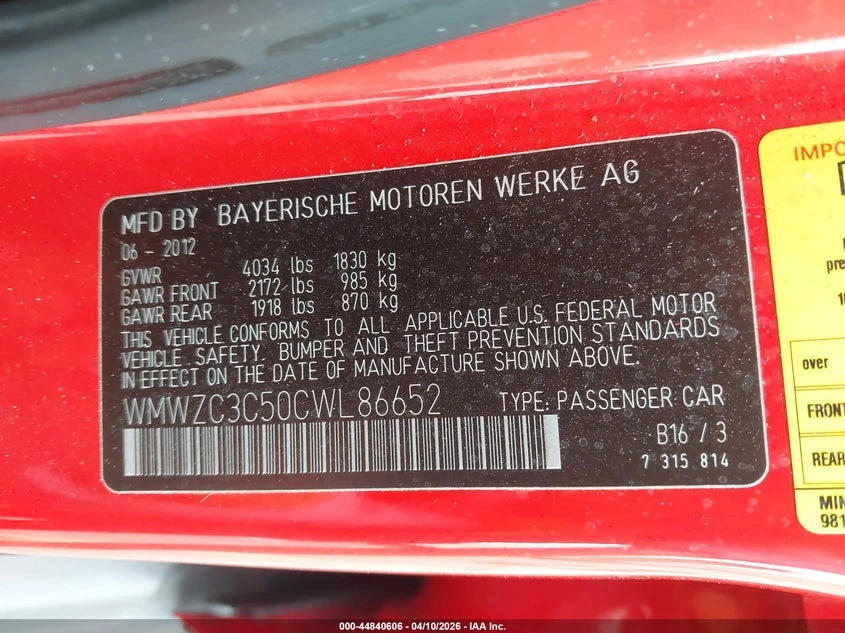 MFD BY BAYERISCHE MOTOREN WERKE AG
06 - 2012
GVWR 4034 lbs 1830 kg
GAWR FRONT 2172 lbs 985 kg
GAWR REAR 1918 lbs 870 kg
THIS VEHICLE CONFORMS TO ALL APPLICABLE U.S. FEDERAL MOTOR
VEHICLE SAFETY, BUMPER AND THEFT PREVENTION STANDARDS
IN EFFECT ON THE DATE OF MANUFACTURE SHOWN ABOVE.
WMWZC3C50CWL86652 TYPE: PASSENGER CAR
B16 / 3
7 315 814
IMPO
pre
10
over
FRONT
REAR
MIN
981
000-44840606 - 04/10/2026 - IAA Inc.